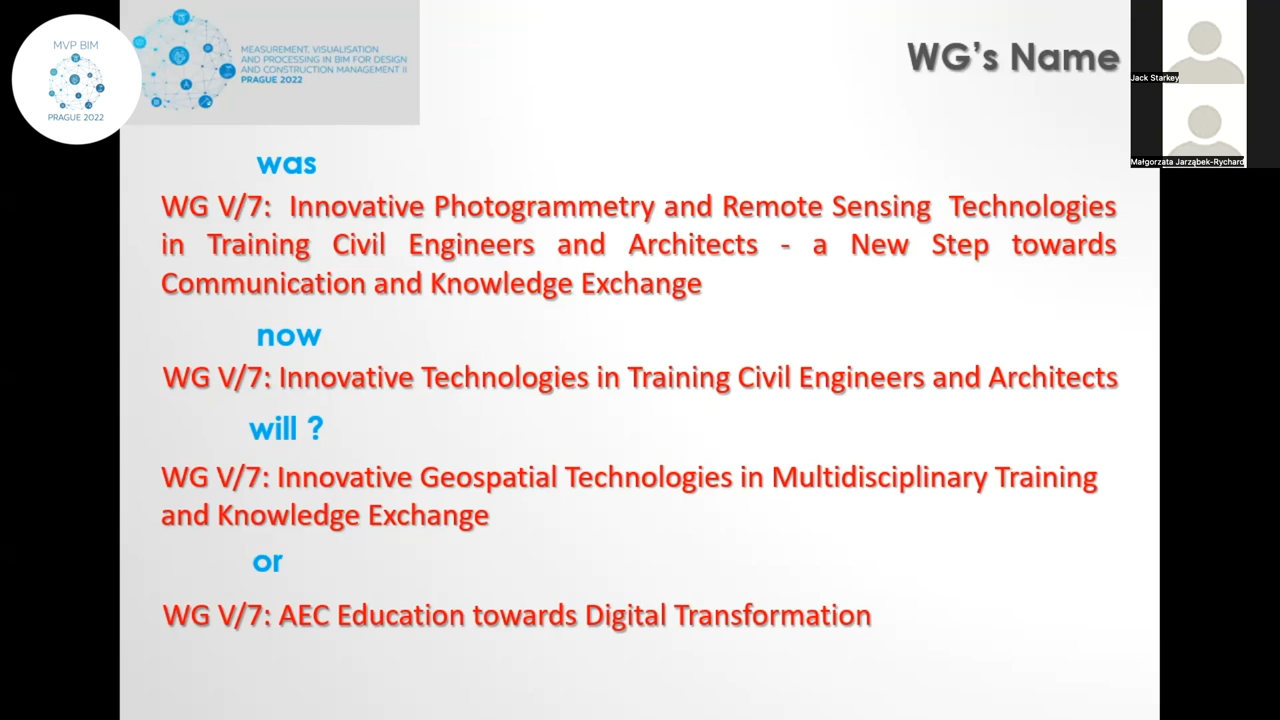 MVP BIM
PRAGUE 2022
MEASUREMENT, VISUALISATION
AND PROCESSING IN BIM FOR DESIGN
AND CONSTRUCTION MANAGEMENT II
PRAGUE 2022
WG's Name
Jack Starkey
Małgorzata Jarząbek-Rychard
was
WG V/7: Innovative Photogrammetry and Remote Sensing Technologies
in Training Civil Engineers and Architects - a New Step towards
Communication and Knowledge Exchange
now
WG V/7: Innovative Technologies in Training Civil Engineers and Architects
will ?
WG V/7: Innovative Geospatial Technologies in Multidisciplinary Training
and Knowledge Exchange
or
WG V/7: AEC Education towards Digital Transformation